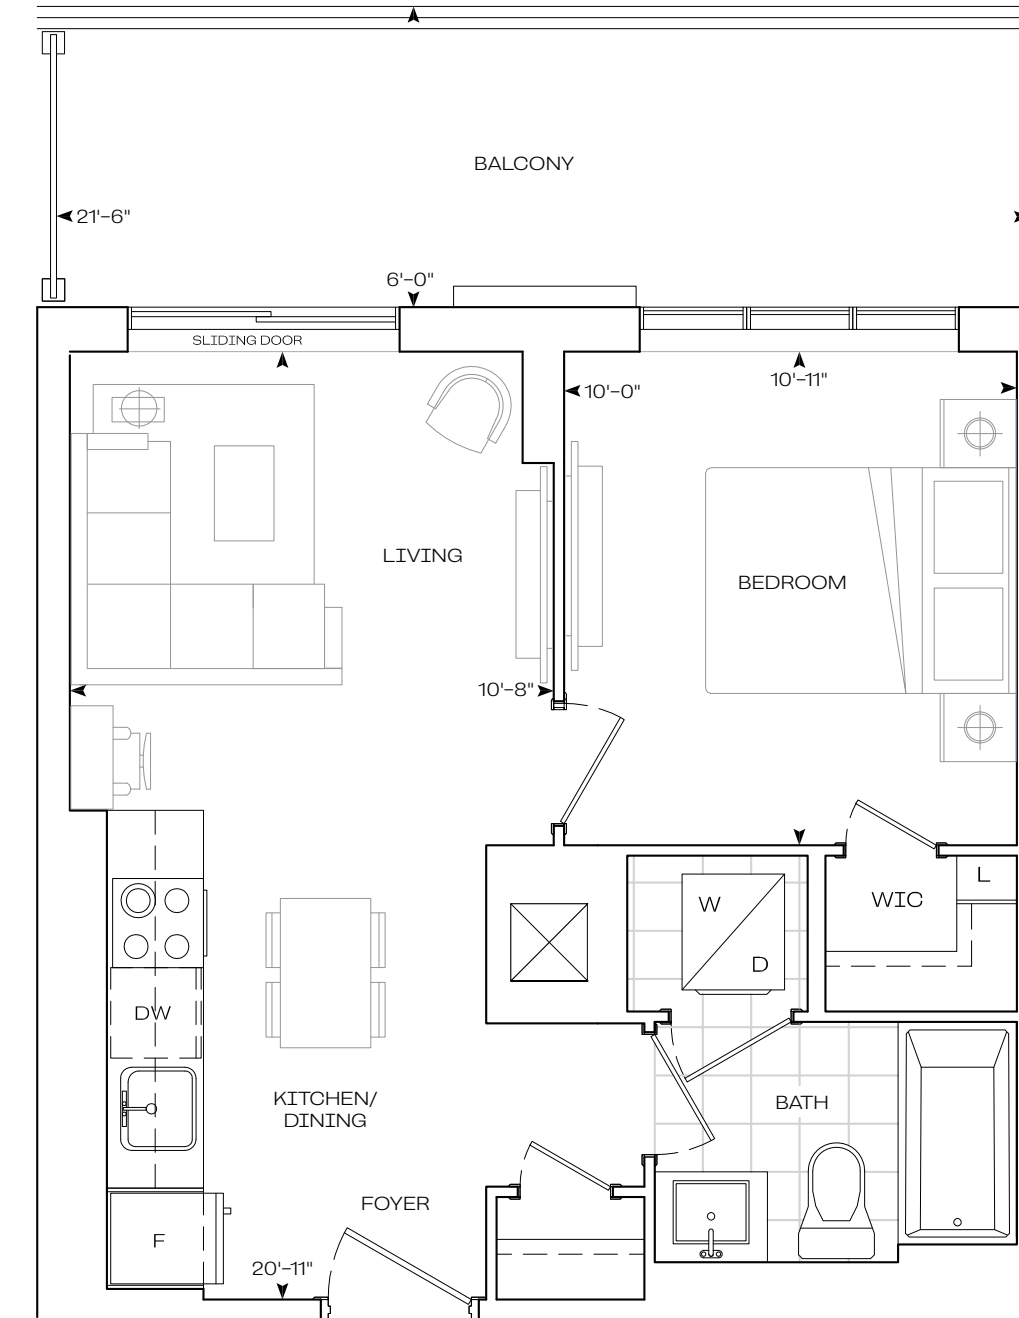 BALCONY
21'–6"
6'–0"
SLIDING DOOR
10'–0"
10'–11"
LIVING
BEDROOM
10'–8"
L
WIC
W
D
DW
KITCHEN/
DINING
BATH
FOYER
F
20'–11"